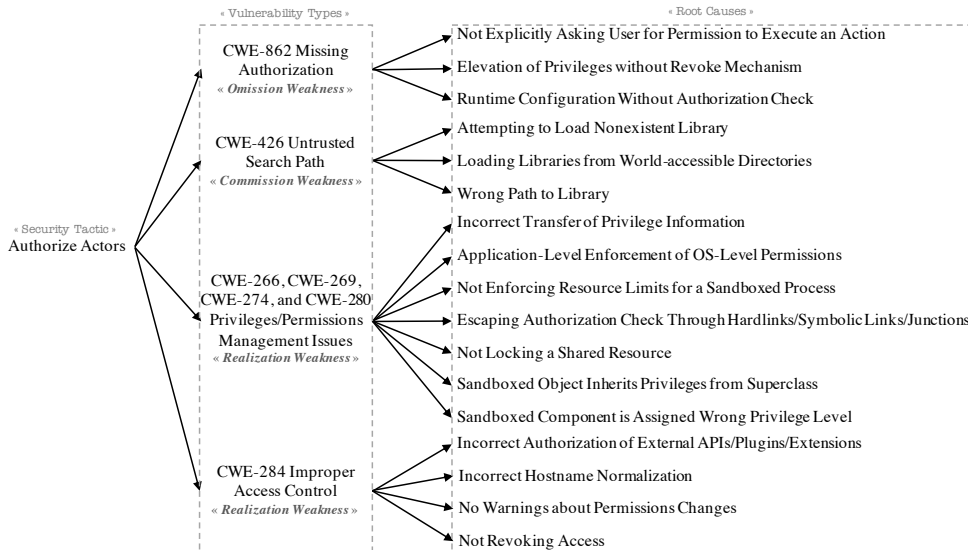 « Vulnerability Types »
« Root Causes »
CWE-862 Missing
Authorization
« Omission Weakness »
Not Explicitly Asking User for Permission to Execute an Action
Elevation of Privileges without Revoke Mechanism
Runtime Configuration Without Authorization Check
CWE-426 Untrusted
Search Path
« Commission Weakness »
Attempting to Load Nonexistent Library
Loading Libraries from World-accessible Directories
Wrong Path to Library
« Security Tactic »
Authorize Actors
CWE-266, CWE-269,
CWE-274, and CWE-280
Privileges/Permissions
Management Issues
« Realization Weakness »
Incorrect Transfer of Privilege Information
Application-Level Enforcement of OS-Level Permissions
Not Enforcing Resource Limits for a Sandboxed Process
Escaping Authorization Check Through Hardlinks/Symbolic Links/Junctions
Not Locking a Shared Resource
Sandboxed Object Inherits Privileges from Superclass
Sandboxed Component is Assigned Wrong Privilege Level
CWE-284 Improper
Access Control
« Realization Weakness »
Incorrect Authorization of External APIs/Plugins/Extensions
Incorrect Hostname Normalization
No Warnings about Permissions Changes
Not Revoking Access